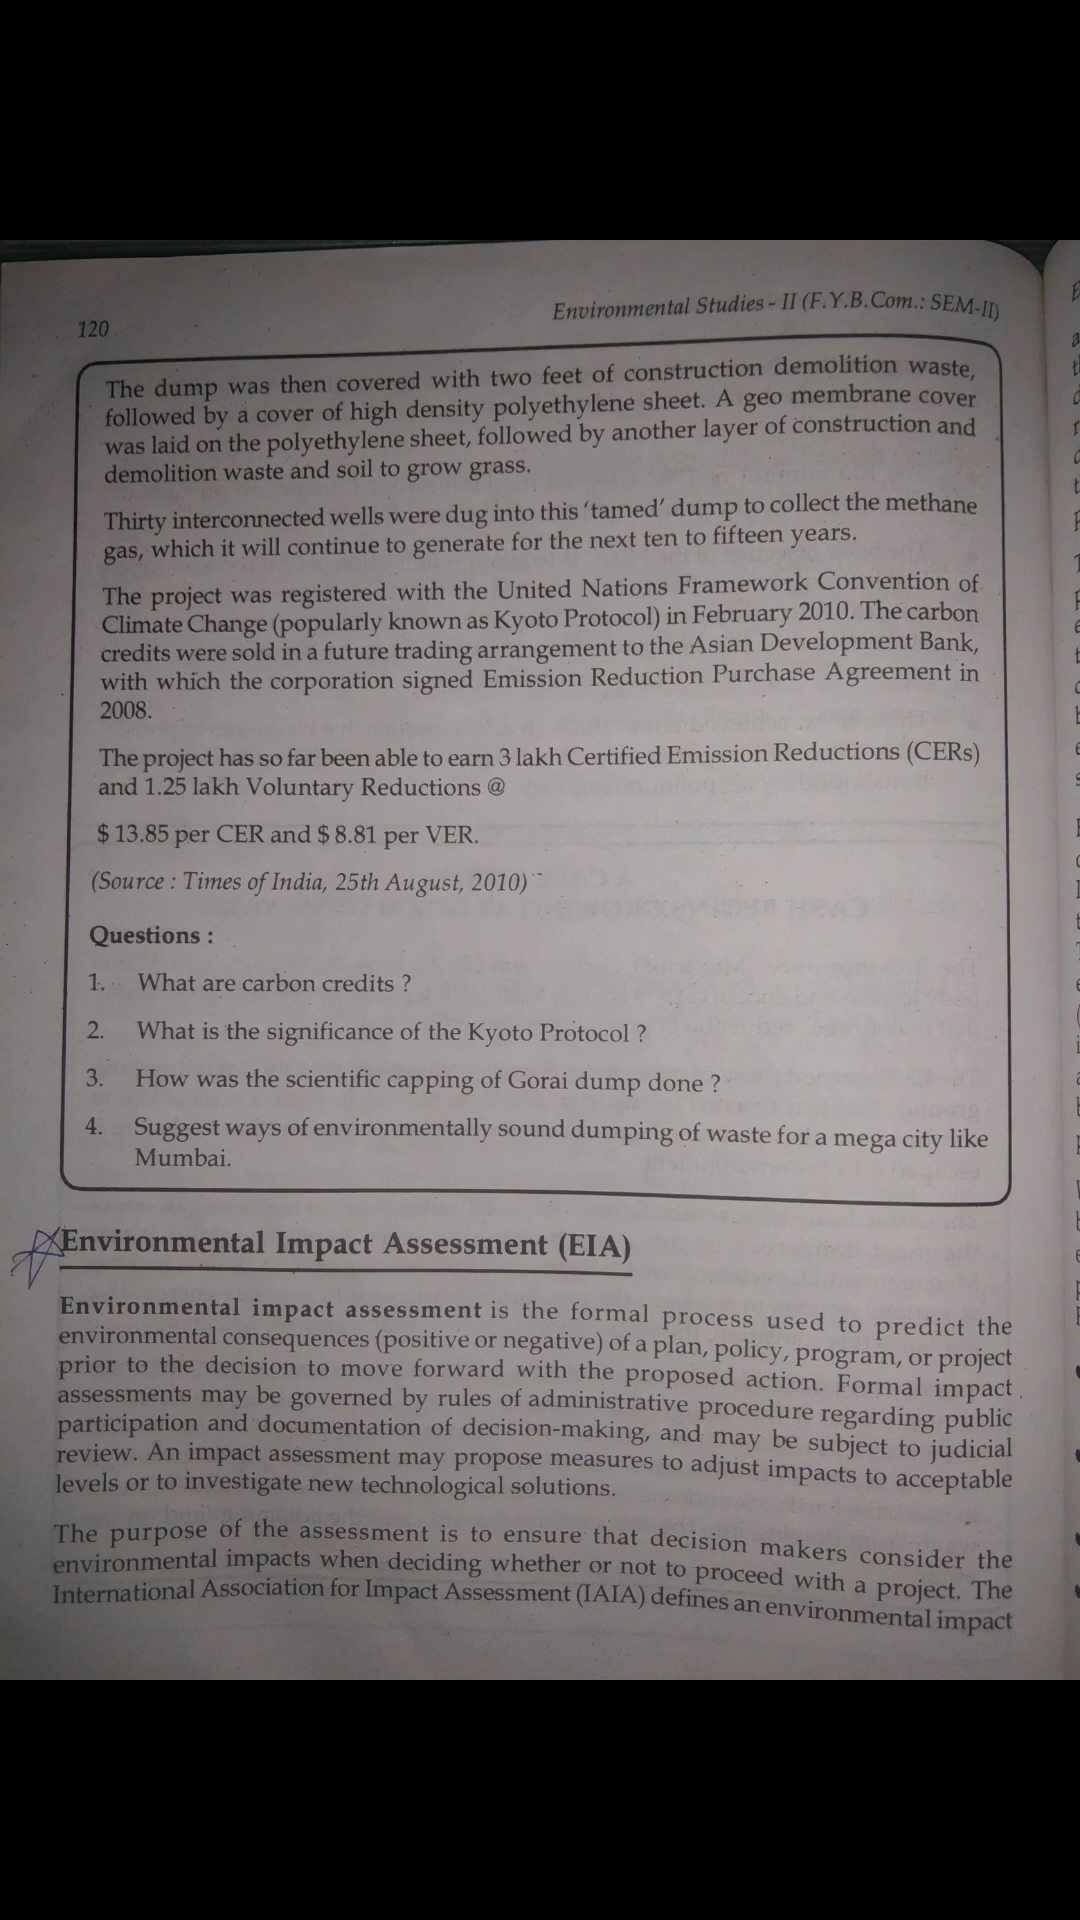 120
Environmental Studies - II (F.Y.B.Com.: SEM-II)
The dump was then covered with two feet of construction demolition waste,
followed by a cover of high density polyethylene sheet. A geo membrane cover
was laid on the polyethylene sheet, followed by another layer of construction and
demolition waste and soil to grow grass.
Thirty interconnected wells were dug into this 'tamed' dump to collect the methane
gas, which it will continue to generate for the next ten to fifteen years.
The project was registered with the United Nations Framework Convention of
Climate Change (popularly known as Kyoto Protocol) in February 2010. The carbon
credits were sold in a future trading arrangement to the Asian Development Bank,
with which the corporation signed Emission Reduction Purchase Agreement in
2008.
The project has so far been able to earn 3 lakh Certified Emission Reductions (CERs)
and 1.25 lakh Voluntary Reductions @
$ 13.85 per CER and $ 8.81 per VER.
(Source : Times of India, 25th August, 2010)
Questions :
1. What are carbon credits ?
2. What is the significance of the Kyoto Protocol ?
3. How was the scientific capping of Gorai dump done ?
4. Suggest ways of environmentally sound dumping of waste for a mega city like
Mumbai.
Environmental Impact Assessment (EIA)
Environmental impact assessment is the formal process used to predict the
environmental consequences (positive or negative) of a plan, policy, program, or project
prior to the decision to move forward with the proposed action. Formal impact
assessments may be governed by rules of administrative procedure regarding public
participation and documentation of decision-making, and may be subject to judicial
review. An impact assessment may propose measures to adjust impacts to acceptable
levels or to investigate new technological solutions.
The purpose of the assessment is to ensure that decision makers consider the
environmental impacts when deciding whether or not to proceed with a project. The
International Association for Impact Assessment (IAIA) defines an environmental impact